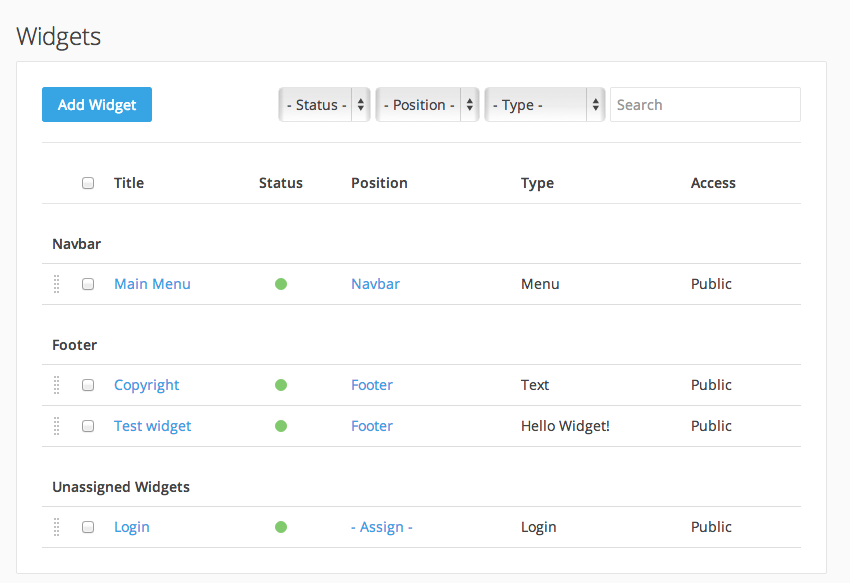 Widgets
Add Widget - Status - - Position - - Type - Search
Title Status Position Type Access
Navbar
Main Menu Navbar Menu Public
Footer
Copyright Footer Text Public
Test widget Footer Hello Widget! Public
Unassigned Widgets
Login - Assign - Login Public